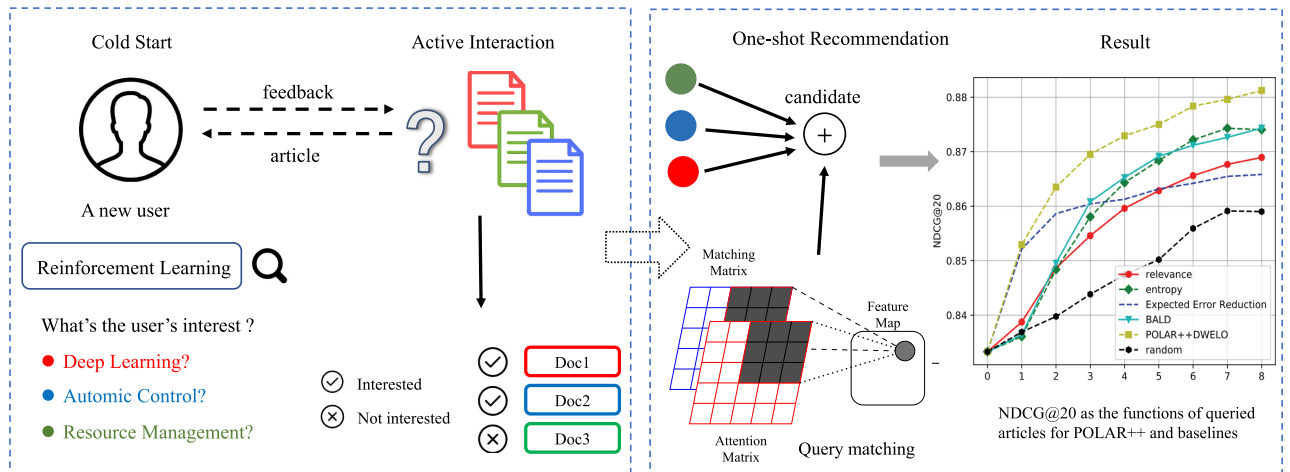 Cold Start
Active Interaction
feedback
article
?
A new user
Reinforcement Learning
What's the user's interest ?
Deep Learning?
Automic Control?
Resource Management?
Interested
Not interested
Doc1
Doc2
Doc3
One-shot Recommendation
candidate
+
Matching
Matrix
Feature
Map
Attention
Matrix
Query matching
Result
NDCG@20
0.88
0.87
0.86
0.85
0.84
0 1 2 3 4 5 6 7 8
relevance
entropy
Expected Error Reduction
BALD
POLAR++DWELO
random
NDCG@20 as the functions of queried
articles for POLAR++ and baselines